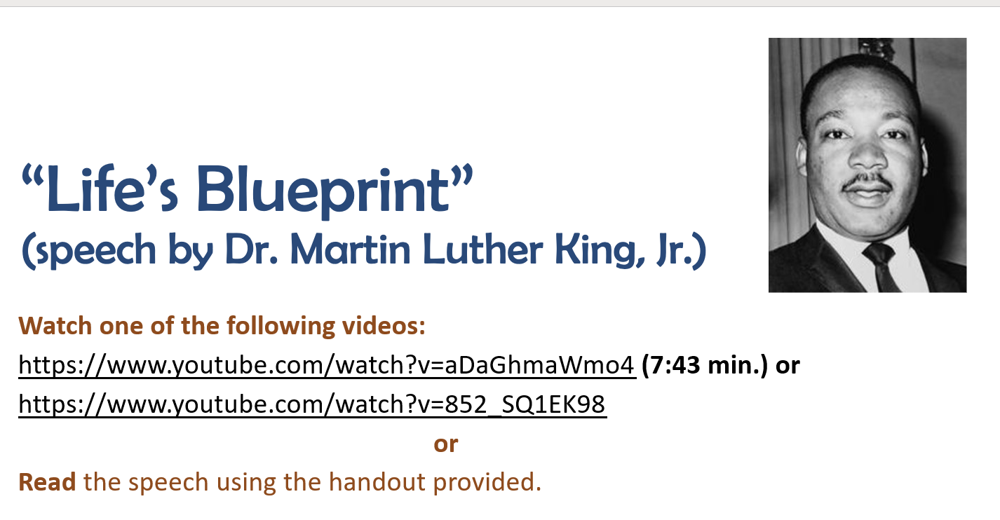 “Life’s Blueprint”
(speech by Dr. Martin Luther King, Jr.)
Watch one of the following videos:
https://www.youtube.com/watch?v=aDaGhmaWmo4 (7:43 min.) or
https://www.youtube.com/watch?v=852_SQ1EK98
or
Read the speech using the handout provided.